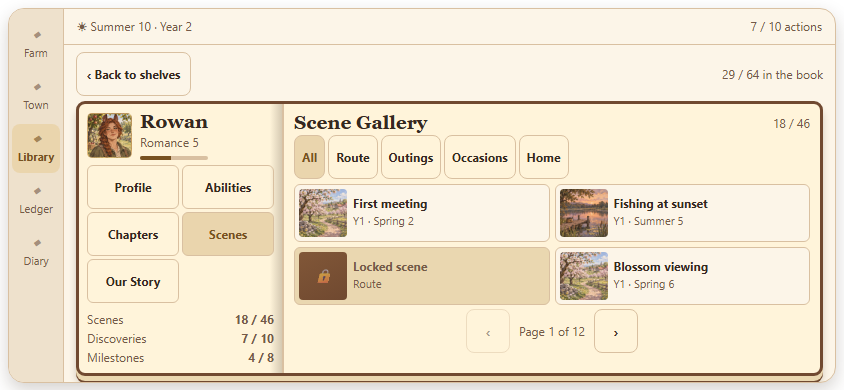 ☀ Summer 10 · Year 2
7 / 10 actions
Farm
Town
Library
Ledger
Diary
‹ Back to shelves
29 / 64 in the book
Rowan
Romance 5
Profile
Abilities
Chapters
Scenes
Our Story
Scenes 18 / 46
Discoveries 7 / 10
Milestones 4 / 8
Scene Gallery
18 / 46
All
Route
Outings
Occasions
Home
First meeting
Y1 · Spring 2
Fishing at sunset
Y1 · Summer 5
Locked scene
Route
Blossom viewing
Y1 · Spring 6
‹ Page 1 of 12 ›